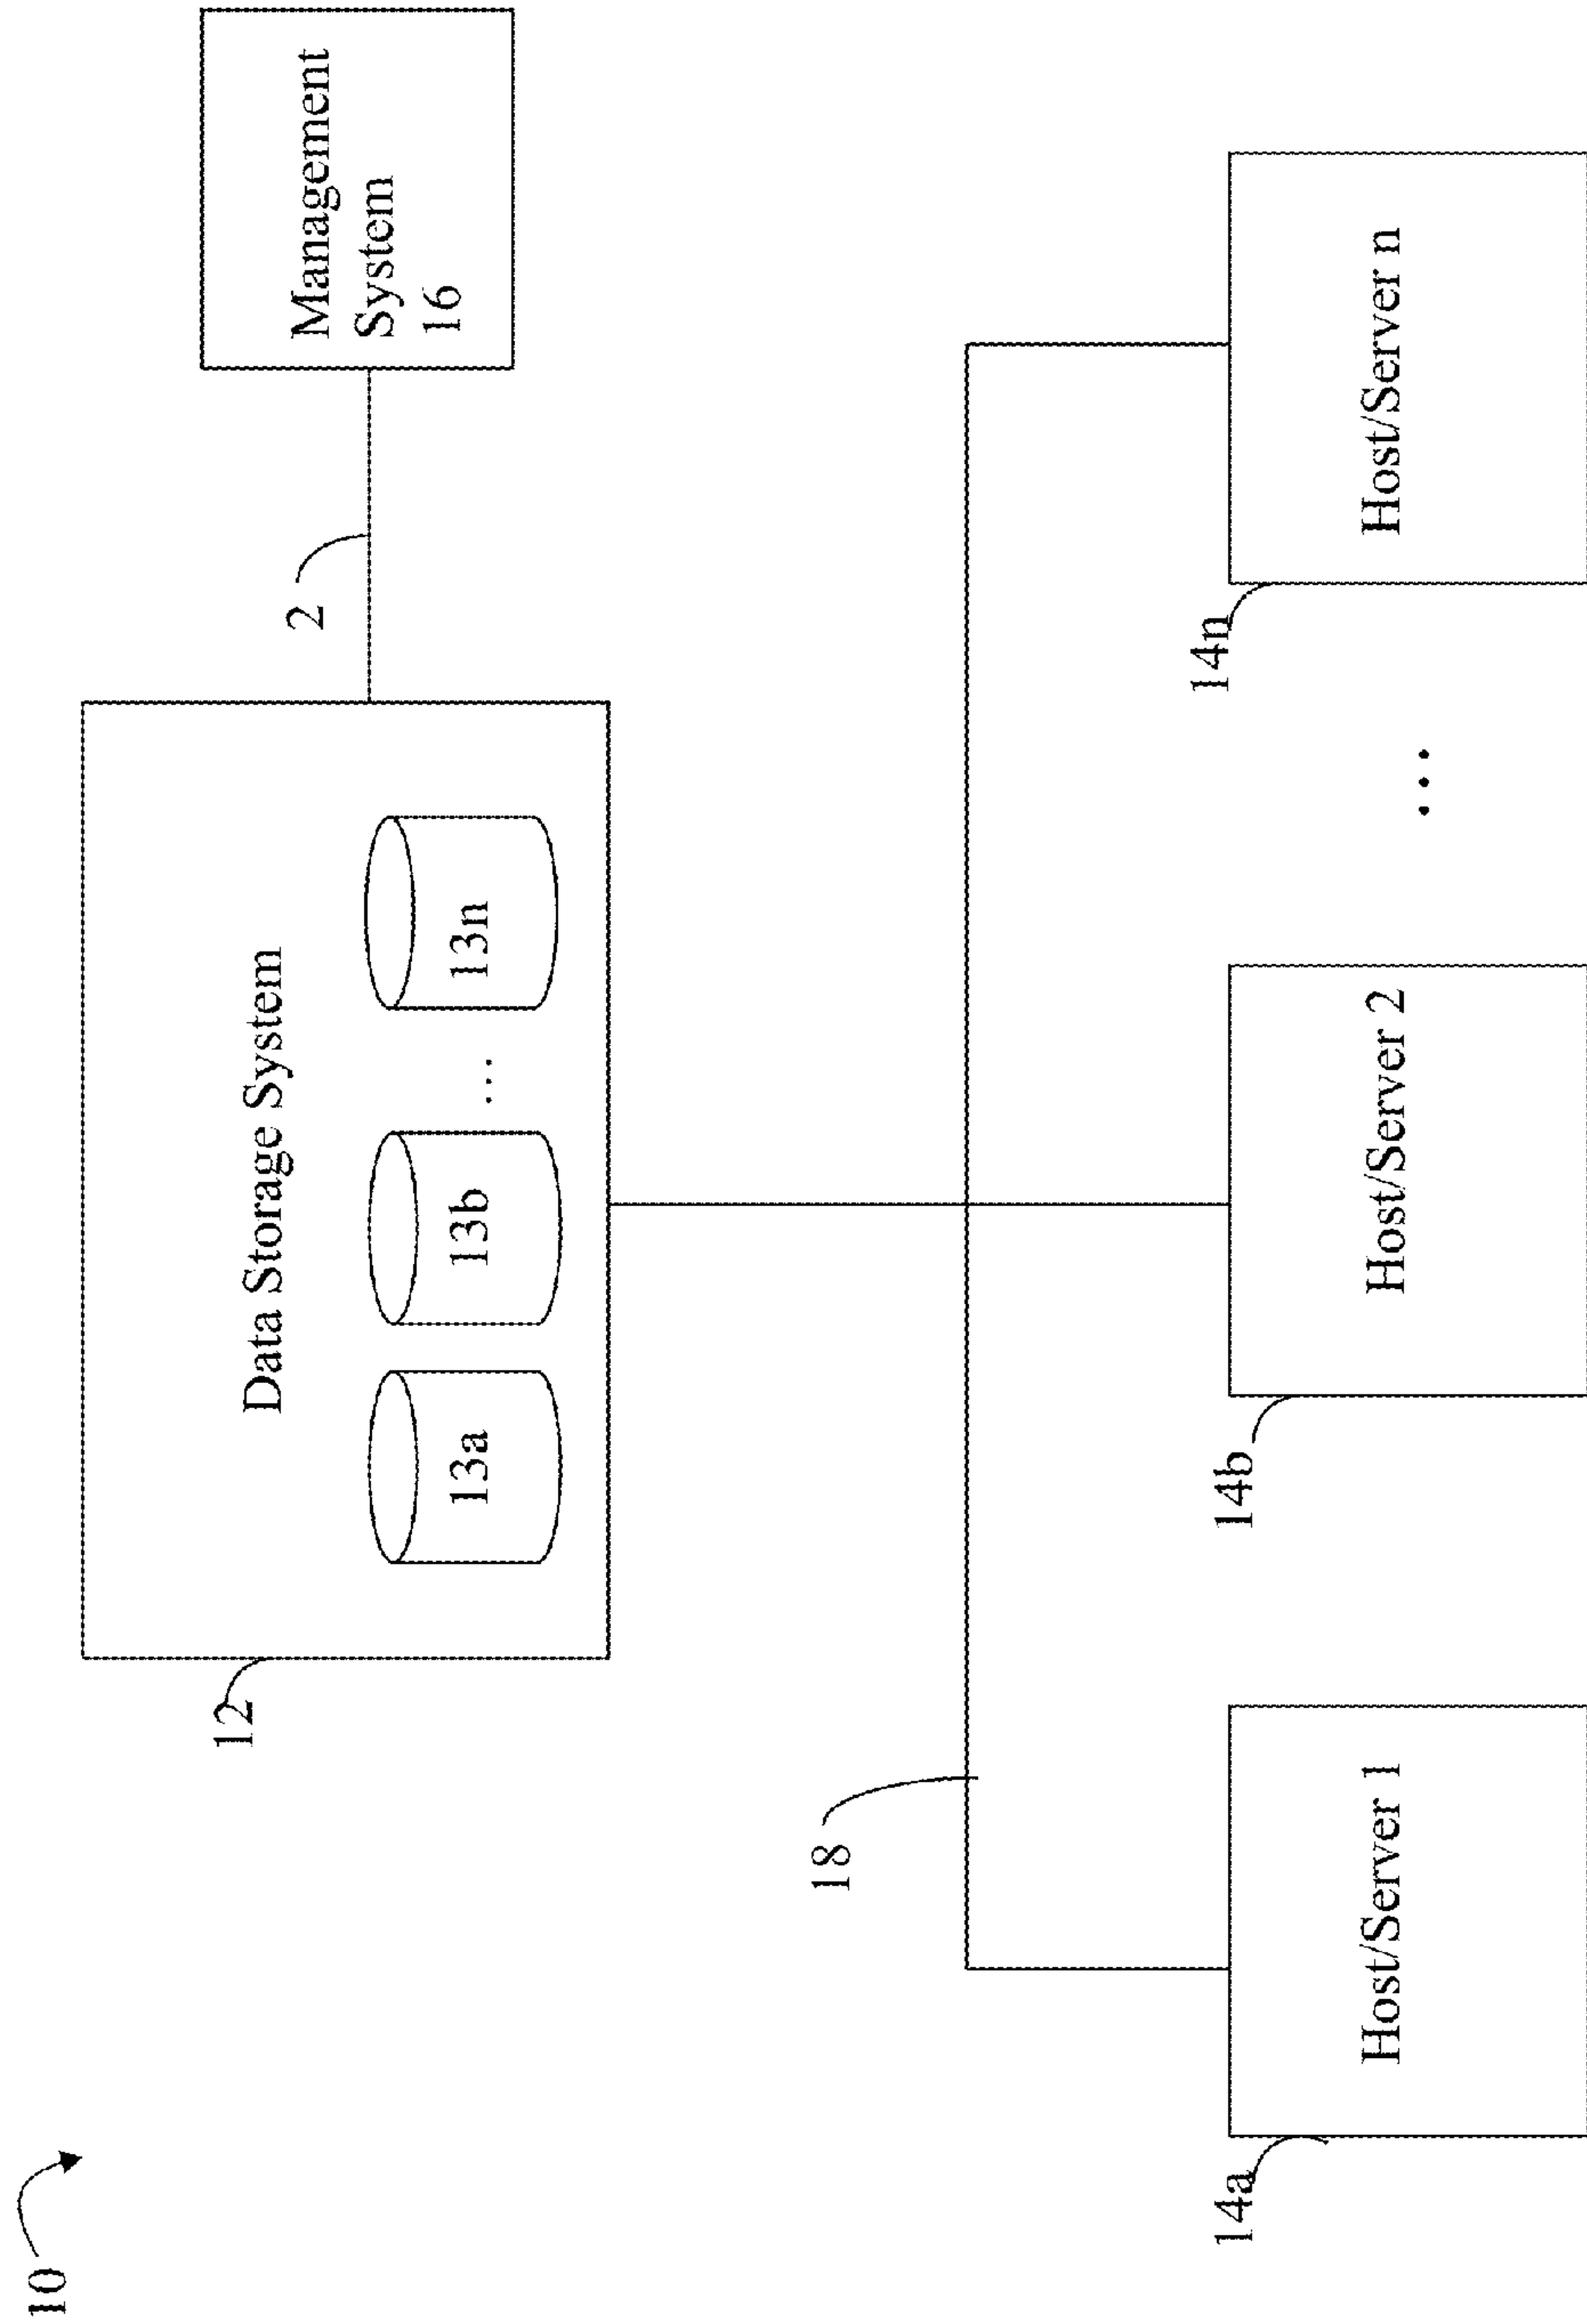 10
12
Data Storage System
13a
13b
...
13n
2
Management
System
16
18
14a
Host/Server 1
14b
Host/Server 2
...
14n
Host/Server n